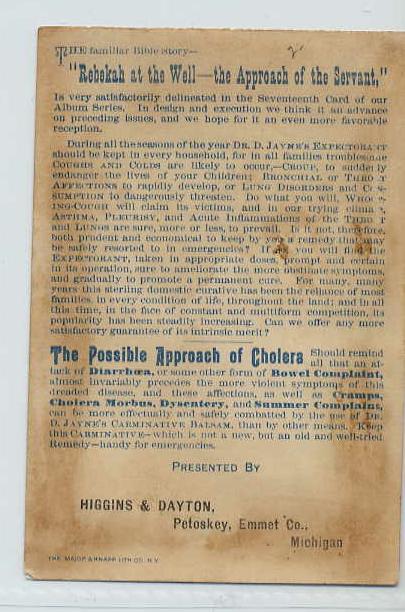 THE familiar Bible story—
2
"Rebekah at the Well—the Approach of the Servant,"
Is very satisfactorily delineated in the Seventeenth Card of our
Album Series. In design and execution we think it an advance
on preceding issues, and we hope for it an even more favorable
reception.
During all the seasons of the year DR. D. JAYNE'S EXPECTORANT
should be kept in every household, for in all families troublesome
COUGHS AND COLDS are likely to occur,—CROUP, to suddenly
endanger the lives of your Children; BRONCHIAL or THROAT
AFFECTIONS to rapidly develop, or LUNG DISORDERS and CON-
SUMPTION to dangerously threaten. Do what you will, WHOOP-
ING-COUGH will claim its victims, and in our trying climate,
ASTHMA, PLEURISY, and Acute Inflammations of the THROAT
and LUNGS are sure, more or less, to prevail. Is it not, therefore,
both prudent and economical to keep by you a remedy that may
be safely resorted to in emergencies? If so, you will find the
EXPECTORANT, taken in appropriate doses, prompt and certain
in its operation, sure to ameliorate the more obstinate symptoms,
and gradually to promote a permanent cure. For many, many
years this sterling domestic curative has been the reliance of most
families, in every condition of life, throughout the land; and in all
this time, in the face of constant and multiform competition, its
popularity has been steadily increasing. Can we offer any more
satisfactory guarantee of its intrinsic merit?
The Possible Approach of Cholera Should remind
all that an at-
tack of Diarrhœa, or some other form of Bowel Complaint,
almost invariably precedes the more violent symptoms of this
dreaded disease, and these affections, as well as Cramps,
Cholera Morbus, Dysentery, and Summer Complaint,
can be more effectually and safely combatted by the use of DR.
D. JAYNE'S CARMINATIVE BALSAM, than by other means. Keep
this CARMINATIVE—which is not a new, but an old and well-tried
Remedy—handy for emergencies.
PRESENTED BY
HIGGINS & DAYTON,
Petoskey, Emmet Co.,
Michigan
THE MAJOR & KNAPP LITH. CO. N.Y.